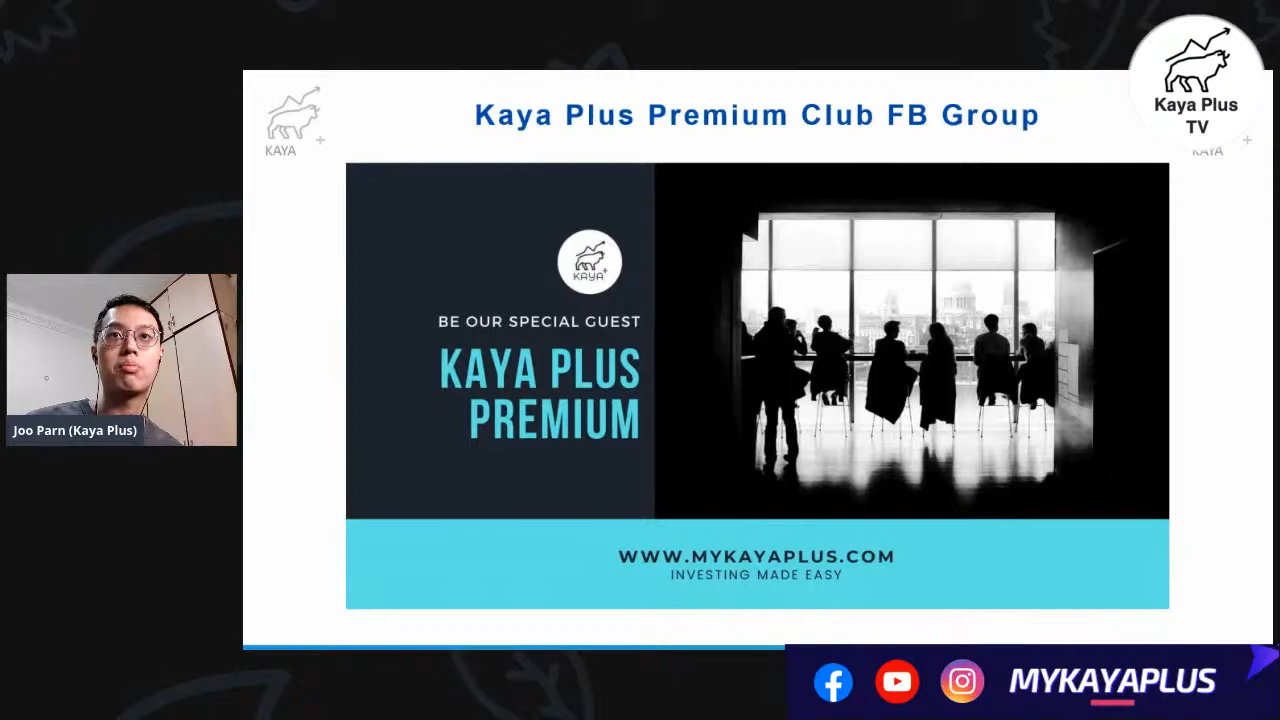 Kaya Plus Premium Club FB Group
KAYA
+
Kaya Plus
TV
KAYA
+
KAYA+
BE OUR SPECIAL GUEST
KAYA PLUS
PREMIUM
WWW.MYKAYAPLUS.COM
INVESTING MADE EASY
Joo Parn (Kaya Plus)
MYKAYAPLUS